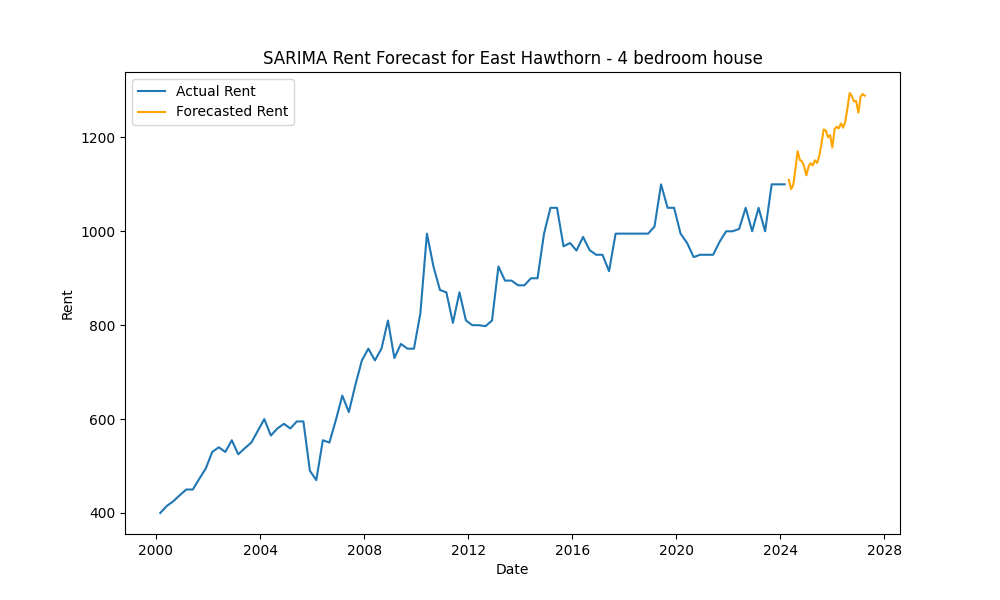 SARIMA Rent Forecast for East Hawthorn - 4 bedroom house
Actual Rent
Forecasted Rent
1200
1000
800
600
400
Rent
2000 2004 2008 2012 2016 2020 2024 2028
Date